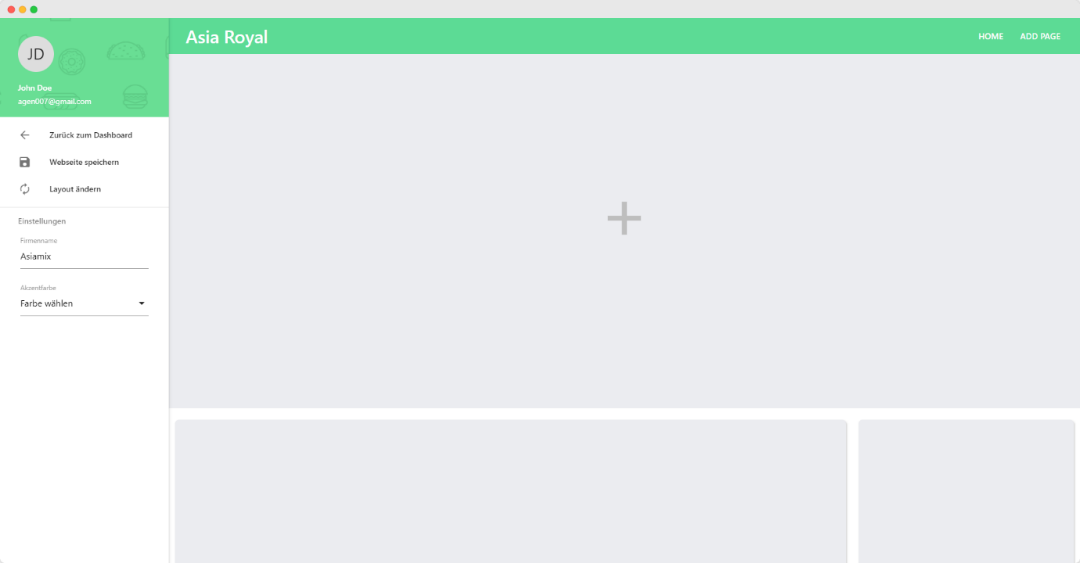 JD
John Doe
agen007@gmail.com
Zurück zum Dashboard
Webseite speichern
Layout ändern
Einstellungen
Firmenname
Asiamix
Akzentfarbe
Farbe wählen
Asia Royal
HOME
ADD PAGE